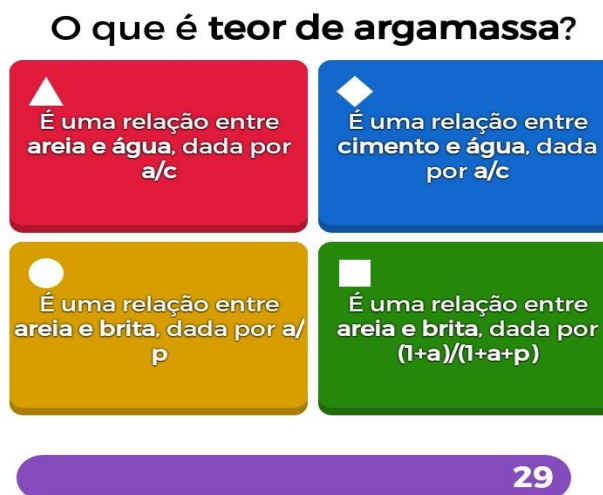 O que é teor de argamassa?
É uma relação entre
areia e água, dada por
a/c
É uma relação entre
cimento e água, dada
por a/c
É uma relação entre
areia e brita, dada por a/
p
É uma relação entre
areia e brita, dada por
(1+a)/(1+a+p)
29